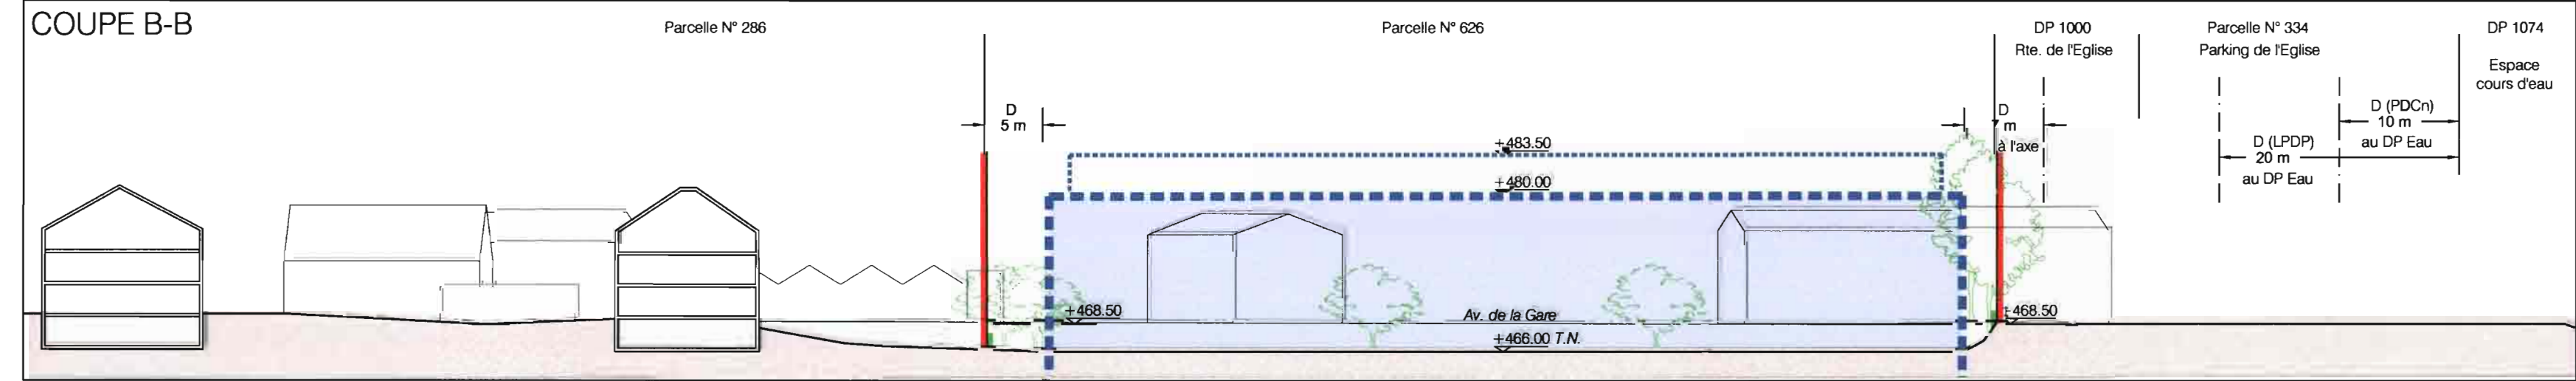 COUPE B-B
Parcelle N° 286
Parcelle N° 626
DP 1000
Rte. de l'Eglise
Parcelle N° 334
Parking de l'Eglise
DP 1074
Espace
cours d'eau
D
5 m
D
m
à l'axe
D (PDCn)
10 m
au DP Eau
D (LPDP)
20 m
au DP Eau
+483.50
+480.00
+468.50
Av. de la Gare
+468.50
+466.00 T.N.